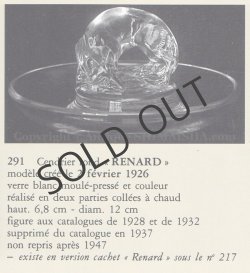 SOLD OUT
291 Cendrier rond « RENARD »
modèle créé le 2 février 1926
verre blanc moulé-pressé et couleur
réalisé en deux parties collées à chaud
haut. 6,8 cm - diam. 12 cm
figure aux catalogues de 1928 et de 1932
supprimé du catalogue en 1937
non repris après 1947
– existe en version cachet « Renard » sous le nº 217